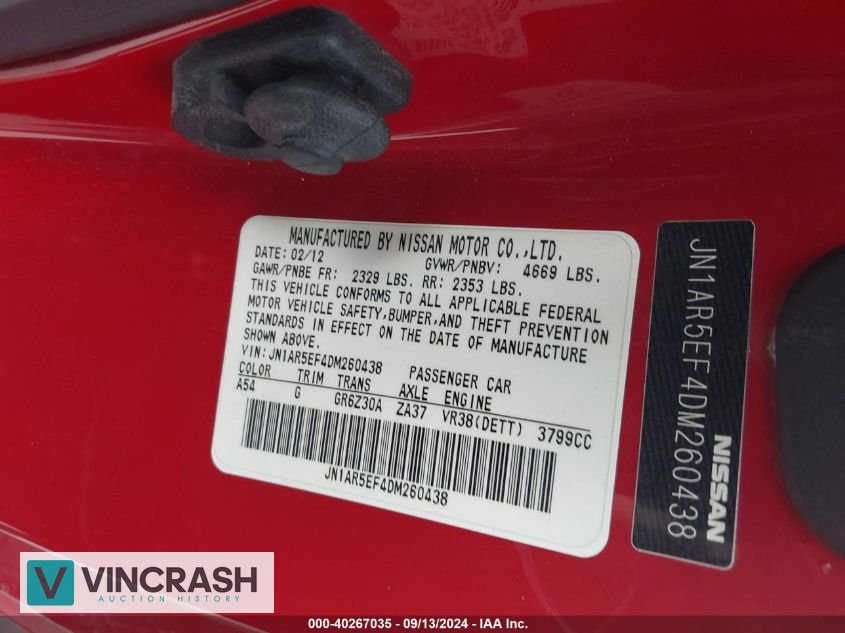 MANUFACTURED BY NISSAN MOTOR CO.,LTD.
DATE: 02/12 GVWR/PNBV: 4669 LBS.
GAWR/PNBE FR: 2329 LBS. RR: 2353 LBS.
THIS VEHICLE CONFORMS TO ALL APPLICABLE FEDERAL
MOTOR VEHICLE SAFETY,BUMPER,AND THEFT PREVENTION
STANDARDS IN EFFECT ON THE DATE OF MANUFACTURE
SHOWN ABOVE.
VIN:JN1AR5EF4DM260438 PASSENGER CAR
COLOR TRIM TRANS AXLE ENGINE
A54 G GR6Z30A ZA37 VR38(DETT) 3799CC
JN1AR5EF4DM260438
JN1AR5EF4DM260438
NISSAN
V VINCRASH
AUCTION HISTORY
000-40267035 - 09/13/2024 - IAA Inc.